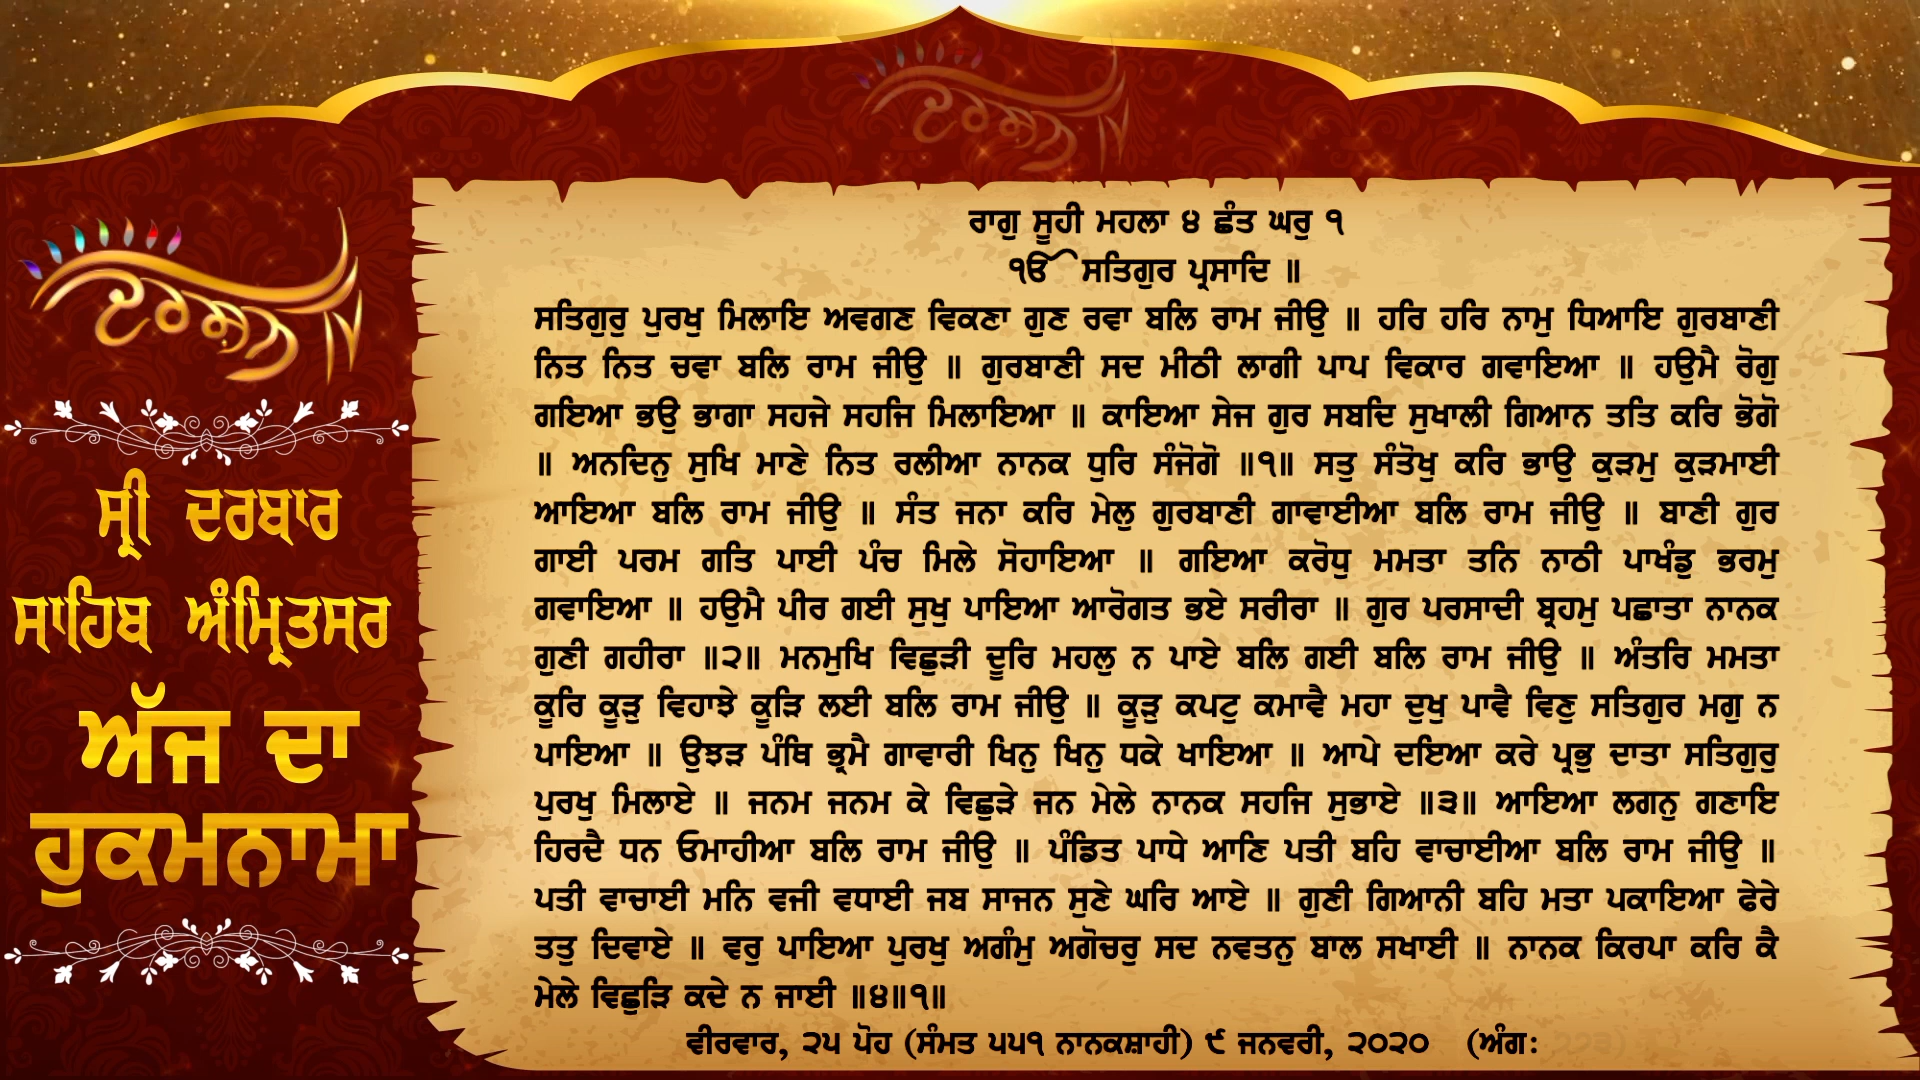 ਦਰਸ਼ਨ TV
ਦਰਸ਼ਨ TV
ਸ੍ਰੀ ਦਰਬਾਰ
ਸਾਹਿਬ ਅੰਮ੍ਰਿਤਸਰ
ਅੱਜ ਦਾ
ਹੁਕਮਨਾਮਾ
ਰਾਗੁ ਸੂਹੀ ਮਹਲਾ ੪ ਛੰਤ ਘਰੁ ੧
ੴ ਸਤਿਗੁਰ ਪ੍ਰਸਾਦਿ ॥
ਸਤਿਗੁਰੁ ਪੁਰਖੁ ਮਿਲਾਇ ਅਵਗਣ ਵਿਕਣਾ ਗੁਣ ਰਵਾ ਬਲਿ ਰਾਮ ਜੀਉ ॥ ਹਰਿ ਹਰਿ ਨਾਮੁ ਧਿਆਇ ਗੁਰਬਾਣੀ
ਨਿਤ ਨਿਤ ਚਵਾ ਬਲਿ ਰਾਮ ਜੀਉ ॥ ਗੁਰਬਾਣੀ ਸਦ ਮੀਠੀ ਲਾਗੀ ਪਾਪ ਵਿਕਾਰ ਗਵਾਇਆ ॥ ਹਉਮੈ ਰੋਗੁ
ਗਇਆ ਭਉ ਭਾਗਾ ਸਹਜੇ ਸਹਜਿ ਮਿਲਾਇਆ ॥ ਕਾਇਆ ਸੇਜ ਗੁਰ ਸਬਦਿ ਸੁਖਾਲੀ ਗਿਆਨ ਤਤਿ ਕਰਿ ਭੋਗੋ
॥ ਅਨਦਿਨੁ ਸੁਖਿ ਮਾਣੇ ਨਿਤ ਰਲੀਆ ਨਾਨਕ ਧੁਰਿ ਸੰਜੋਗੋ ॥੧॥ ਸਤੁ ਸੰਤੋਖੁ ਕਰਿ ਭਾਉ ਕੁੜਮੁ ਕੁੜਮਾਈ
ਆਇਆ ਬਲਿ ਰਾਮ ਜੀਉ ॥ ਸੰਤ ਜਨਾ ਕਰਿ ਮੇਲੁ ਗੁਰਬਾਣੀ ਗਾਵਾਈਆ ਬਲਿ ਰਾਮ ਜੀਉ ॥ ਬਾਣੀ ਗੁਰ
ਗਾਈ ਪਰਮ ਗਤਿ ਪਾਈ ਪੰਚ ਮਿਲੇ ਸੋਹਾਇਆ ॥ ਗਇਆ ਕਰੋਧੁ ਮਮਤਾ ਤਨਿ ਨਾਠੀ ਪਾਖੰਡੁ ਭਰਮੁ
ਗਵਾਇਆ ॥ ਹਉਮੈ ਪੀਰ ਗਈ ਸੁਖੁ ਪਾਇਆ ਆਰੋਗਤ ਭਏ ਸਰੀਰਾ ॥ ਗੁਰ ਪਰਸਾਦੀ ਬ੍ਰਹਮੁ ਪਛਾਤਾ ਨਾਨਕ
ਗੁਣੀ ਗਹੀਰਾ ॥੨॥ ਮਨਮੁਖਿ ਵਿਛੁੜੀ ਦੂਰਿ ਮਹਲੁ ਨ ਪਾਏ ਬਲਿ ਗਈ ਬਲਿ ਰਾਮ ਜੀਉ ॥ ਅੰਤਰਿ ਮਮਤਾ
ਕੂਰਿ ਕੂੜੁ ਵਿਹਾਝੇ ਕੂੜਿ ਲਈ ਬਲਿ ਰਾਮ ਜੀਉ ॥ ਕੂੜੁ ਕਪਟੁ ਕਮਾਵੈ ਮਹਾ ਦੁਖੁ ਪਾਵੈ ਵਿਣੁ ਸਤਿਗੁਰ ਮਗੁ ਨ
ਪਾਇਆ ॥ ਉਝੜ ਪੰਥਿ ਭ੍ਰਮੈ ਗਾਵਾਰੀ ਖਿਨੁ ਖਿਨੁ ਧਕੇ ਖਾਇਆ ॥ ਆਪੇ ਦਇਆ ਕਰੇ ਪ੍ਰਭੁ ਦਾਤਾ ਸਤਿਗੁਰੁ
ਪੁਰਖੁ ਮਿਲਾਏ ॥ ਜਨਮ ਜਨਮ ਕੇ ਵਿਛੁੜੇ ਜਨ ਮੇਲੇ ਨਾਨਕ ਸਹਜਿ ਸੁਭਾਏ ॥੩॥ ਆਇਆ ਲਗਨੁ ਗਣਾਇ
ਹਿਰਦੈ ਧਨ ਓਮਾਹੀਆ ਬਲਿ ਰਾਮ ਜੀਉ ॥ ਪੰਡਿਤ ਪਾਧੇ ਆਣਿ ਪਤੀ ਬਹਿ ਵਾਚਾਈਆ ਬਲਿ ਰਾਮ ਜੀਉ ॥
ਪਤੀ ਵਾਚਾਈ ਮਨਿ ਵਜੀ ਵਧਾਈ ਜਬ ਸਾਜਨ ਸੁਣੇ ਘਰਿ ਆਏ ॥ ਗੁਣੀ ਗਿਆਨੀ ਬਹਿ ਮਤਾ ਪਕਾਇਆ ਫੇਰੇ
ਤਤੁ ਦਿਵਾਏ ॥ ਵਰੁ ਪਾਇਆ ਪੁਰਖੁ ਅਗੰਮੁ ਅਗੋਚਰੁ ਸਦ ਨਵਤਨੁ ਬਾਲ ਸਖਾਈ ॥ ਨਾਨਕ ਕਿਰਪਾ ਕਰਿ ਕੈ
ਮੇਲੇ ਵਿਛੁੜਿ ਕਦੇ ਨ ਜਾਈ ॥੪॥੧॥
ਵੀਰਵਾਰ, ੨੫ ਪੋਹ (ਸੰਮਤ ੫੫੧ ਨਾਨਕਸ਼ਾਹੀ) ੯ ਜਨਵਰੀ, ੨੦੨੦ (ਅੰਗ: